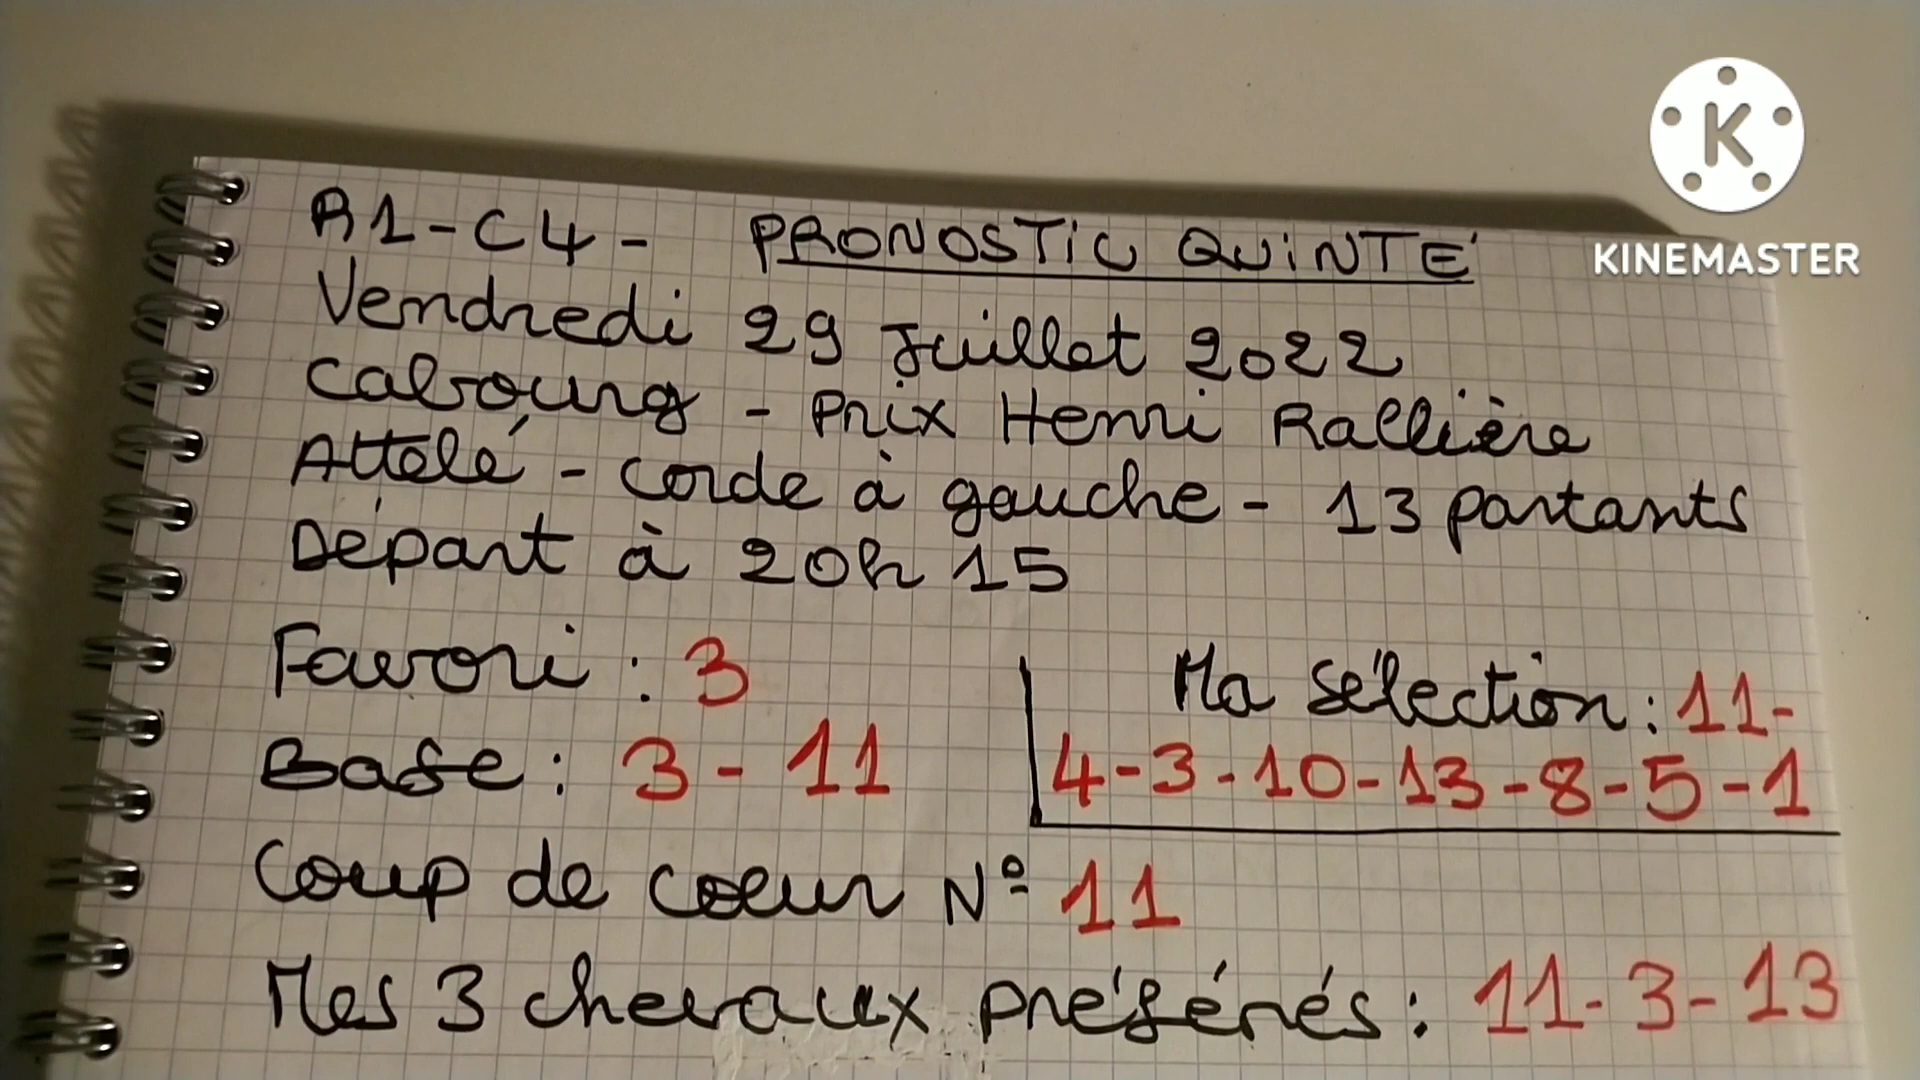 R1-C4- PRONOSTIC QUINTÉ
Vendredi 29 Juillet 2022
Cabourg - Prix Henri Rallière
Attelé - Corde à gauche - 13 partants
Départ à 20h15
Favori : 3
Base : 3 - 11
Ma Sélection : 11-
4-3-10-13-8-5-1
Coup de coeur Nº 11
Mes 3 chevaux préférés : 11-3-13
KINEMASTER